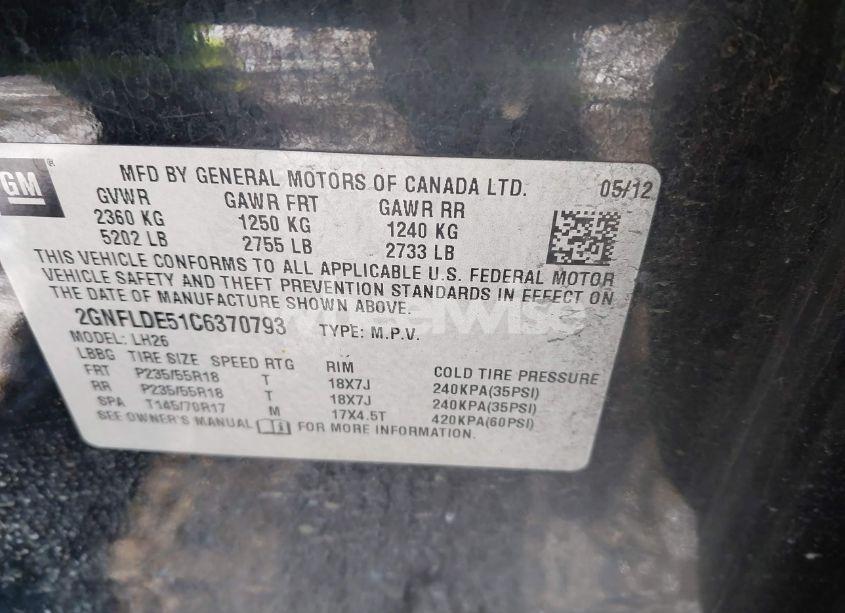 GM
MFD BY GENERAL MOTORS OF CANADA LTD. 05/12
GVWR GAWR FRT GAWR RR
2360 KG 1250 KG 1240 KG
5202 LB 2755 LB 2733 LB
THIS VEHICLE CONFORMS TO ALL APPLICABLE U.S. FEDERAL MOTOR
VEHICLE SAFETY AND THEFT PREVENTION STANDARDS IN EFFECT ON
THE DATE OF MANUFACTURE SHOWN ABOVE.
2GNFLDE51C6370793 TYPE: M.P.V.
MODEL: LH26
LBBG TIRE SIZE SPEED RTG RIM COLD TIRE PRESSURE
FRT P235/55R18 T 18X7J 240KPA(35PSI)
RR P235/55R18 T 18X7J 240KPA(35PSI)
SPA T145/70R17 M 17X4.5T 420KPA(60PSI)
SEE OWNER'S MANUAL FOR MORE INFORMATION.